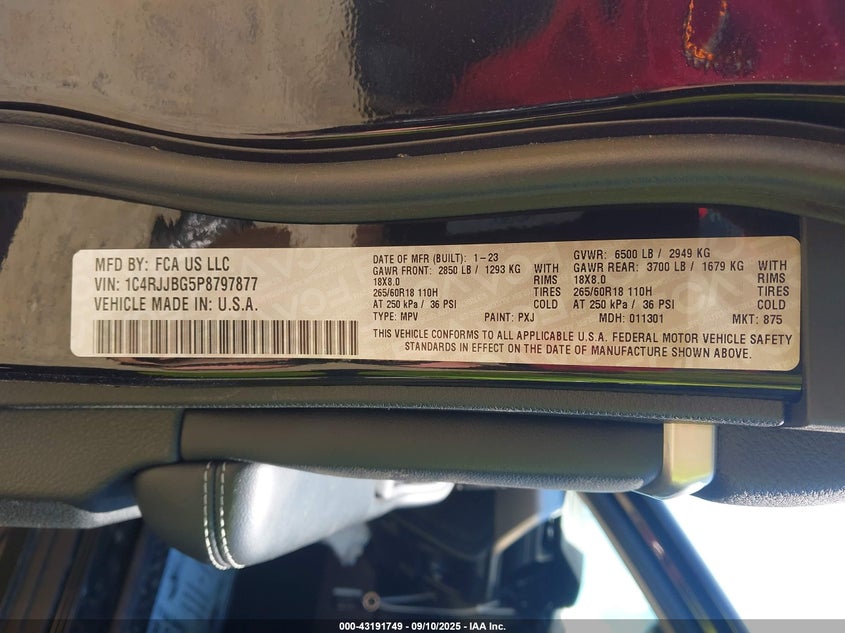 MFD BY: FCA US LLC
VIN: 1C4RJJBG5P8797877
VEHICLE MADE IN: U.S.A.
DATE OF MFR (BUILT): 1-23
GAWR FRONT: 2850 LB / 1293 KG WITH
18X8.0 RIMS
265/60R18 110H TIRES
AT 250 kPa / 36 PSI COLD
TYPE: MPV PAINT: PXJ
GVWR: 6500 LB / 2949 KG
GAWR REAR: 3700 LB / 1679 KG WITH
18X8.0 RIMS
265/60R18 110H TIRES
AT 250 kPa / 36 PSI COLD
MDH: 011301 MKT: 875
THIS VEHICLE CONFORMS TO ALL APPLICABLE U.S.A. FEDERAL MOTOR VEHICLE SAFETY
STANDARDS IN EFFECT ON THE DATE OF MANUFACTURE SHOWN ABOVE.
000-43191749 - 09/10/2025 - IAA Inc.